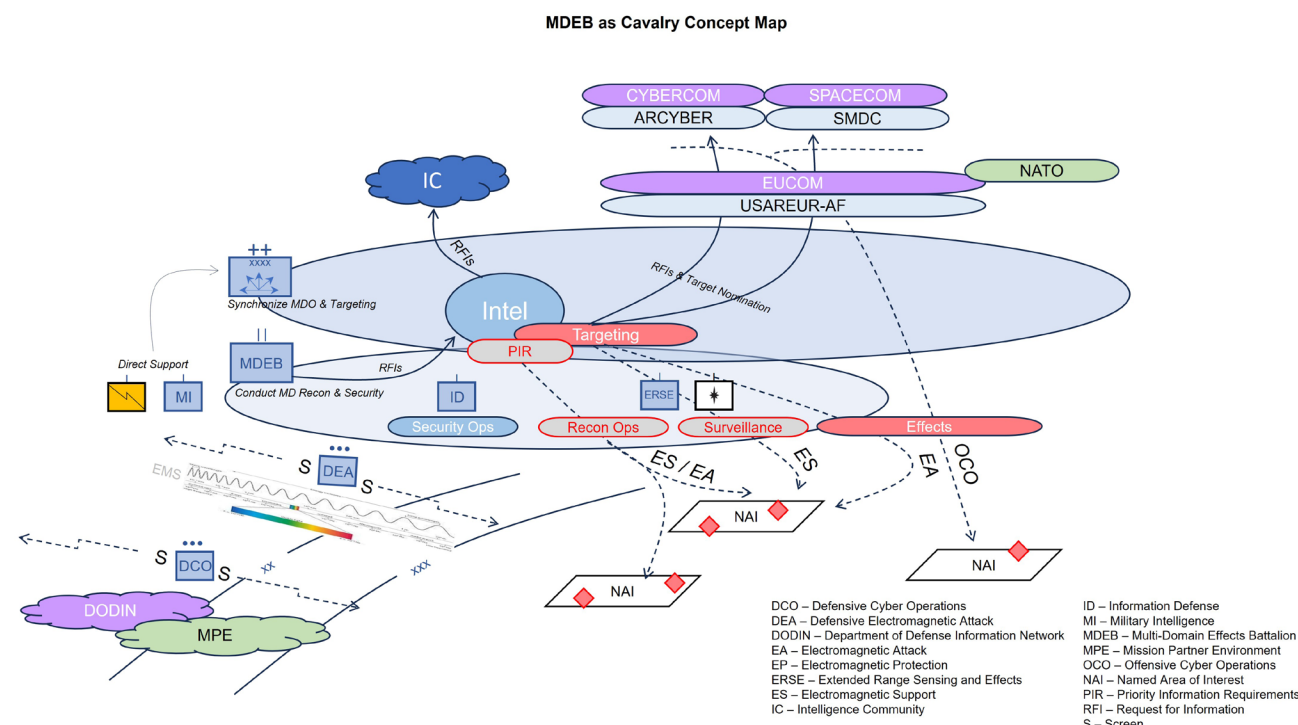 MDEB as Cavalry Concept Map
CYBERCOM
SPACECOM
ARCYBER
SMDC
IC
NATO
EUCOM
USAREUR-AF
RFIs
++
XXXX
Synchronize MDO & Targeting
RFIs & Target Nomination
Intel
Targeting
PIR
MDEB
Direct Support
RFIs
Conduct MD Recon & Security
MI
ID
ERSE
Security Ops
Recon Ops
Surveillance
Effects
S
DEA
S
EMS
ES / EA
ES
EA
OCO
NAI
NAI
NAI
S
DCO
S
XX
XXX
DODIN
MPE
DCO – Defensive Cyber Operations
DEA – Defensive Electromagnetic Attack
DODIN – Department of Defense Information Network
EA – Electromagnetic Attack
EP – Electromagnetic Protection
ERSE – Extended Range Sensing and Effects
ES – Electromagnetic Support
IC – Intelligence Community
ID – Information Defense
MI – Military Intelligence
MDEB – Multi-Domain Effects Battalion
MPE – Mission Partner Environment
OCO – Offensive Cyber Operations
NAI – Named Area of Interest
PIR – Priority Information Requirements
RFI – Request for Information
S – Screen